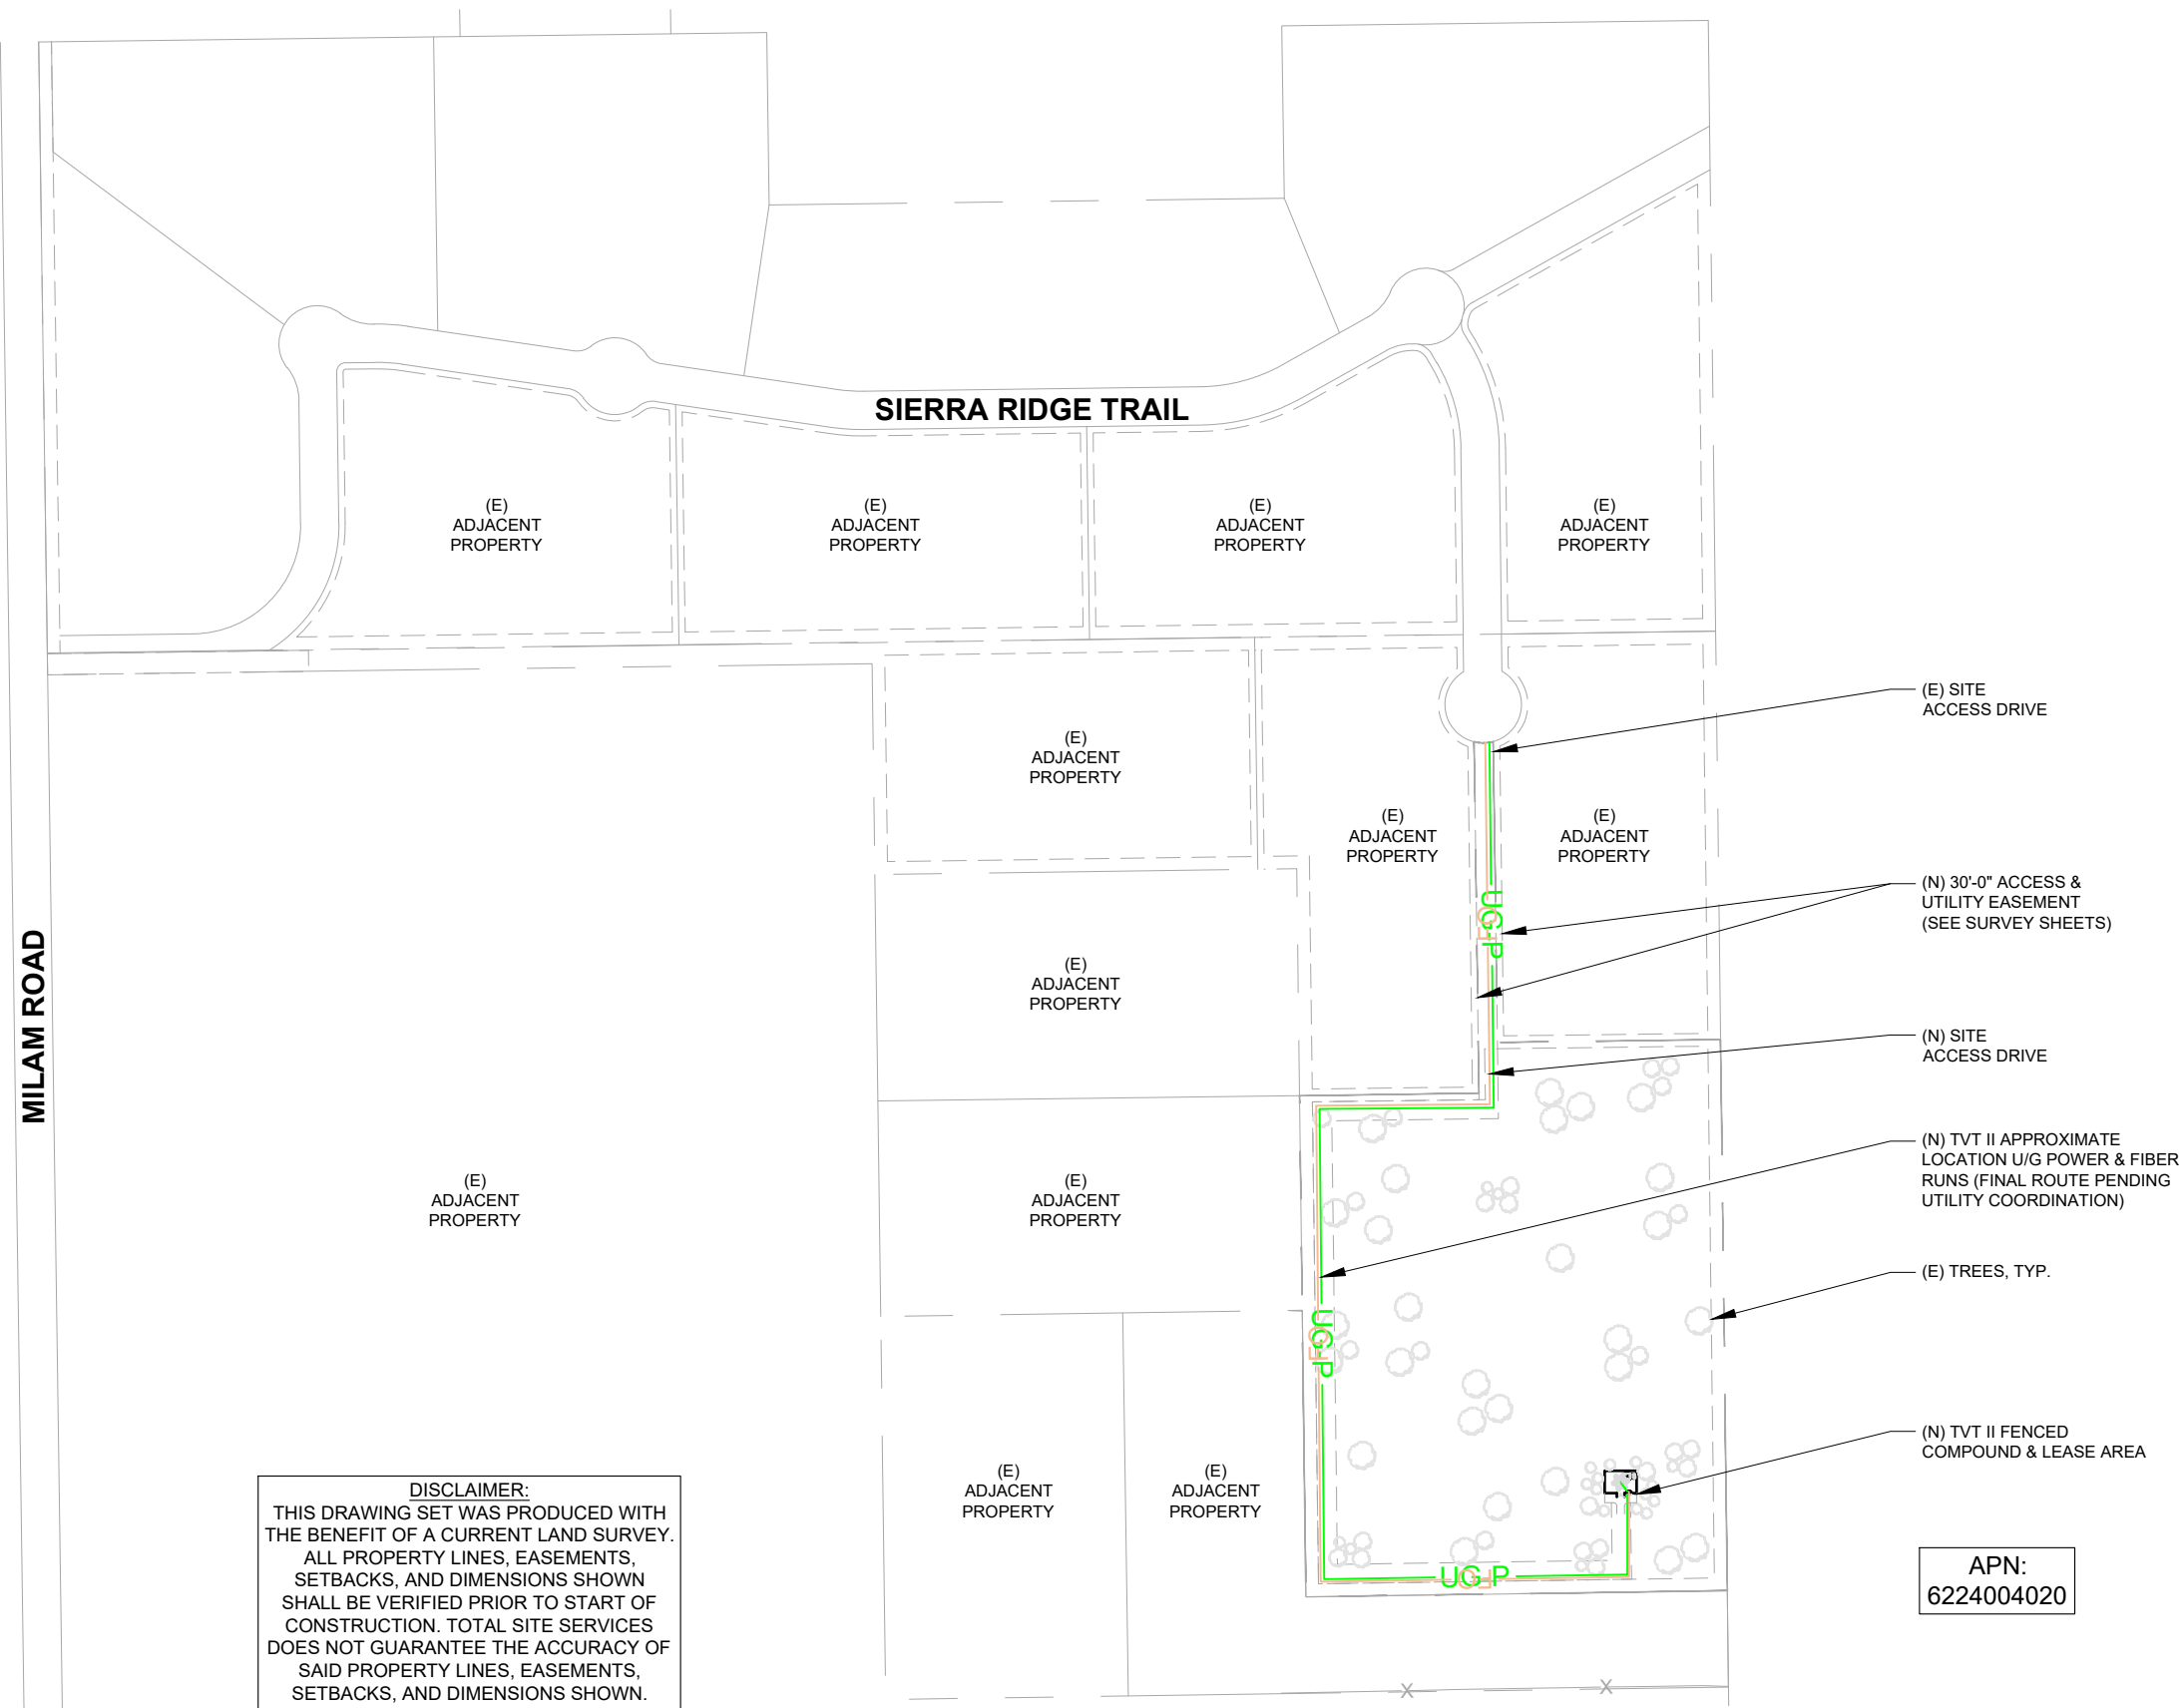 SIERRA RIDGE TRAIL
(E)
ADJACENT
PROPERTY
(E)
ADJACENT
PROPERTY
(E)
ADJACENT
PROPERTY
(E)
ADJACENT
PROPERTY
(E) SITE
ACCESS DRIVE
(E)
ADJACENT
PROPERTY
(E)
ADJACENT
PROPERTY
(E)
ADJACENT
PROPERTY
(N) 30'-0" ACCESS &
UTILITY EASEMENT
(SEE SURVEY SHEETS)
UG-P
FO
MILAM ROAD
(E)
ADJACENT
PROPERTY
(N) SITE
ACCESS DRIVE
(N) TVT II APPROXIMATE
LOCATION U/G POWER & FIBER
RUNS (FINAL ROUTE PENDING
UTILITY COORDINATION)
(E)
ADJACENT
PROPERTY
(E)
ADJACENT
PROPERTY
(E) TREES, TYP.
UG-P
FO
(N) TVT II FENCED
COMPOUND & LEASE AREA
(E)
ADJACENT
PROPERTY
(E)
ADJACENT
PROPERTY
UG-P
FO
DISCLAIMER:
THIS DRAWING SET WAS PRODUCED WITH
THE BENEFIT OF A CURRENT LAND SURVEY.
ALL PROPERTY LINES, EASEMENTS,
SETBACKS, AND DIMENSIONS SHOWN
SHALL BE VERIFIED PRIOR TO START OF
CONSTRUCTION. TOTAL SITE SERVICES
DOES NOT GUARANTEE THE ACCURACY OF
SAID PROPERTY LINES, EASEMENTS,
SETBACKS, AND DIMENSIONS SHOWN.
APN:
6224004020
X
X